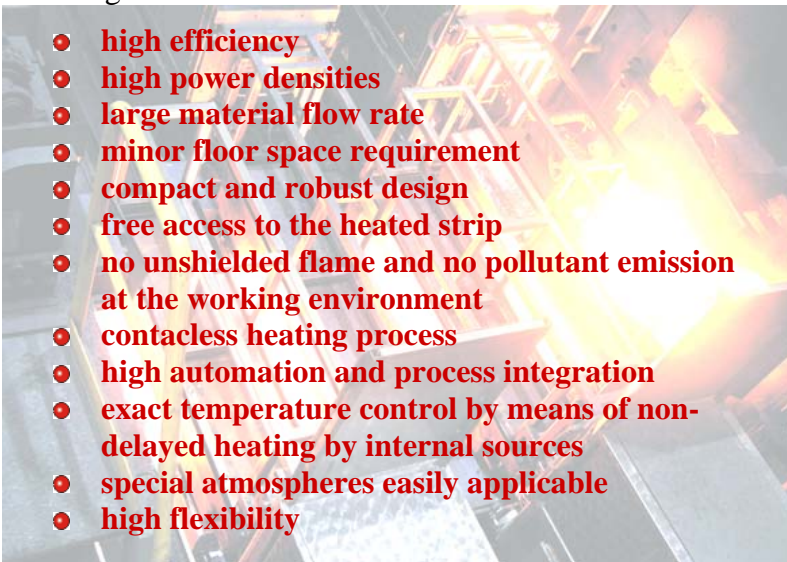 high efficiency
high power densities
large material flow rate
minor floor space requirement
compact and robust design
free access to the heated strip
no unshielded flame and no pollutant emission
at the working environment
contacless heating process
high automation and process integration
exact temperature control by means of non-
delayed heating by internal sources
special atmospheres easily applicable
high flexibility